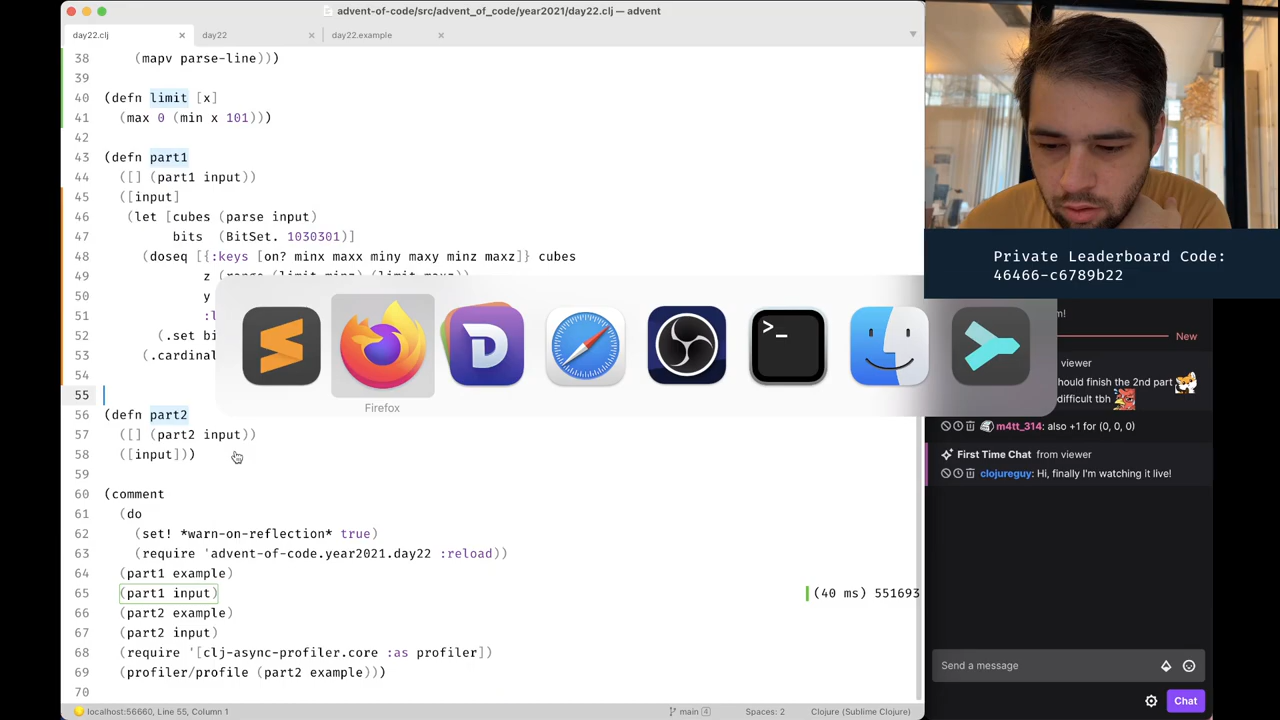 advent-of-code/src/advent_of_code/year2021/day22.clj — advent
day22.clj
day22
day22.example
38 (mapv parse-line)))
39
40 (defn limit [x]
41 (max 0 (min x 101)))
42
43 (defn part1
44 ([] (part1 input))
45 ([input]
46 (let [cubes (parse input)
47 bits (BitSet. 1030301)]
48 (doseq [{:keys [on? minx maxx miny maxy minz maxz]} cubes
49 z (range (limit minz) (limit maxz))
50 y
51 :l
52 (.set bi
53 (.cardinal
54
55
56 (defn part2
57 ([] (part2 input))
58 ([input]))
59
60 (comment
61 (do
62 (set! *warn-on-reflection* true)
63 (require 'advent-of-code.year2021.day22 :reload))
64 (part1 example)
65 (part1 input)
(40 ms) 551693
66 (part2 example)
67 (part2 input)
68 (require '[clj-async-profiler.core :as profiler])
69 (profiler/profile (part2 example)))
70
Firefox
localhost:56660, Line 55, Column 1
main 4
Spaces: 2
Clojure (Sublime Clojure)
Private Leaderboard Code:
46466-c6789b22
m!
New
viewer
hould finish the 2nd part
difficult tbh
m4tt_314: also +1 for (0, 0, 0)
First Time Chat from viewer
clojureguy: Hi, finally I'm watching it live!
Send a message
Chat